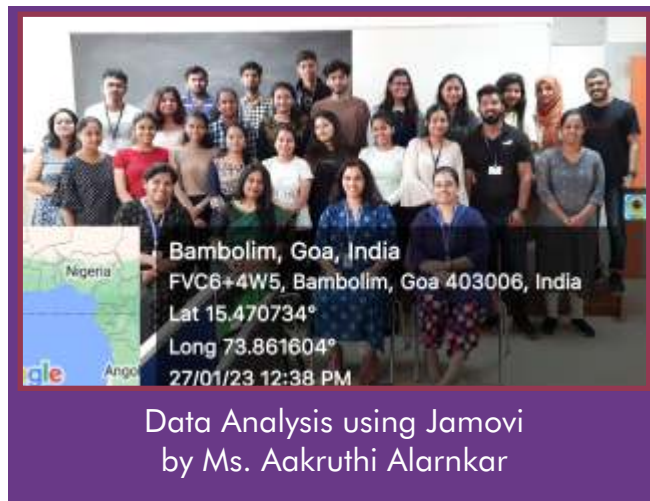 Nigeria
Ango
gle
Bambolim, Goa, India
FVC6+4W5, Bambolim, Goa 403006, India
Lat 15.470734°
Long 73.861604°
27/01/23 12:38 PM
Data Analysis using Jamovi
by Ms. Aakruthi Alarnkar